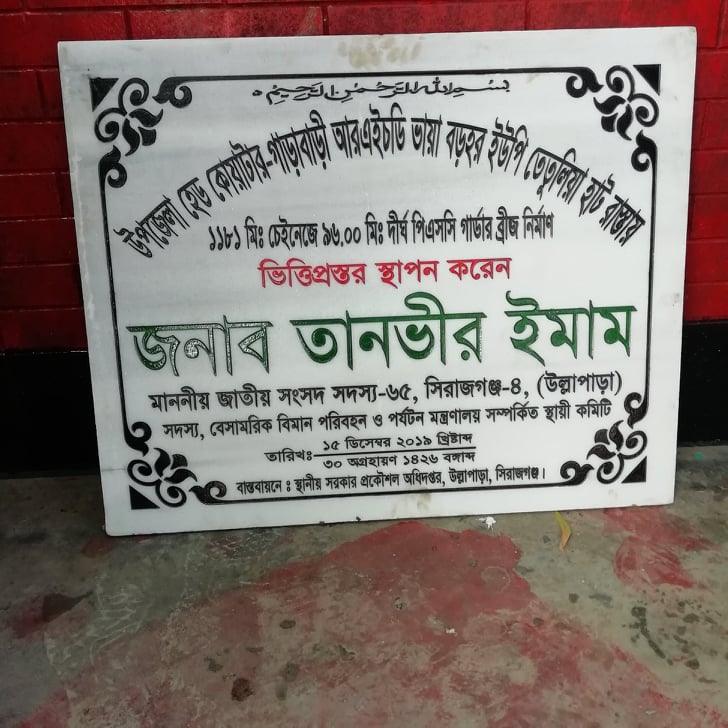 بسم الله الرحمن الرحيم
উপজেলা হেড কোয়ার্টার-গাড়াবাড়ী আরএইচডি ভায়া বড়হর ইউপি তেতুলিয়া হাট রাস্তায়
১১৮১ মিঃ চেইনেজে ৯৬.০০ মিঃ দীর্ঘ পিএসসি গার্ডার ব্রীজ নির্মাণ
ভিত্তিপ্রস্তর স্থাপন করেন
জনাব তানভীর ইমাম
মাননীয় জাতীয় সংসদ সদস্য-৬৫, সিরাজগঞ্জ-৪, (উল্লাপাড়া)
সদস্য, বেসামরিক বিমান পরিবহন ও পর্যটন মন্ত্রণালয় সম্পর্কিত স্থায়ী কমিটি
তারিখঃ ১৫ ডিসেম্বর ২০১৯ খ্রিষ্টাব্দ
৩০ অগ্রহায়ণ ১৪২৬ বঙ্গাব্দ
বাস্তবায়নে : স্থানীয় সরকার প্রকৌশল অধিদপ্তর, উল্লাপাড়া, সিরাজগঞ্জ।